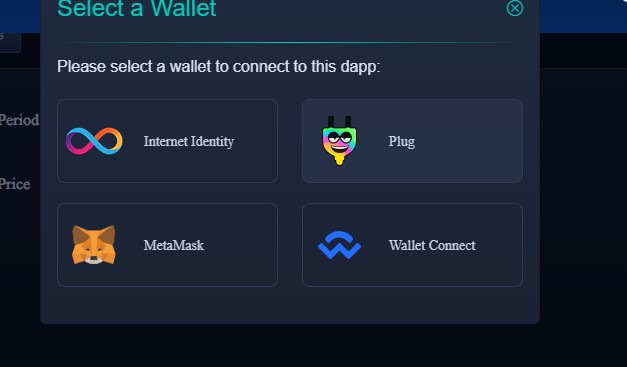 Select a Wallet
Please select a wallet to connect to this dapp:
Period
Internet Identity
Plug
Price
MetaMask
Wallet Connect